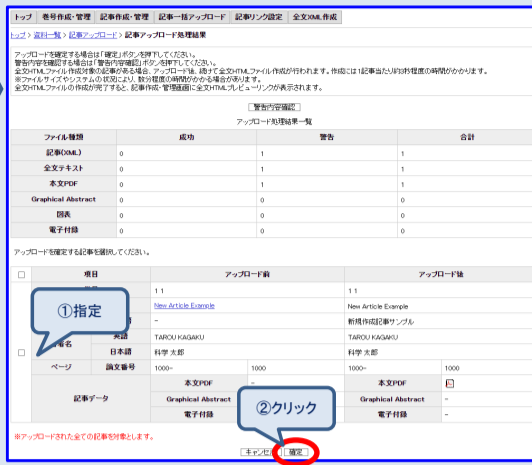 トップ 巻号作成・管理 記事作成・管理 記事一括アップロード 記事リンク設定 全文XML作成
トップ > 資料一覧 > 記事アップロード > 記事アップロード処理結果
アップロードを確定する場合は「確定」ボタンを押下してください。
警告内容を確認する場合は「警告内容確認」ボタンを押下してください。
全文HTMLファイル作成対象の記事がある場合、アップロード後、続けて全文HTMLファイル作成が行われます。作成には1記事当たり約3秒程度の時間がかかります。
※ファイルサイズやシステムの状況により、数分程度の時間がかかる場合があります。
全文HTMLファイルの作成が完了すると、記事作成・管理画面に全文HTMLプレビューリンクが表示されます。
警告内容確認
アップロード処理結果一覧
ファイル種類 成功 警告 合計
記事(XML) 0 1 1
全文テキスト 0 1 1
本文PDF 0 1 1
Graphical Abstract 0 0 0
図表 0 0 0
電子付録 0 0 0
アップロードを確定する記事を選択してください。
項目 アップロード前 アップロード後
1 1 1 1
New Article Example New Article Example
①指定
- 新規作成記事サンプル
者名 英語 TAROU KAGAKU TAROU KAGAKU
日本語 科学 太郎 科学 太郎
ページ 論文番号 1000- 1000 1000- 1000
記事データ 本文PDF - 本文PDF
Graphical Abstract Graphical Abstract -
電子付録 電子付録 -
②クリック
※アップロードされた全ての記事を対象とします。
キャンセル 確定